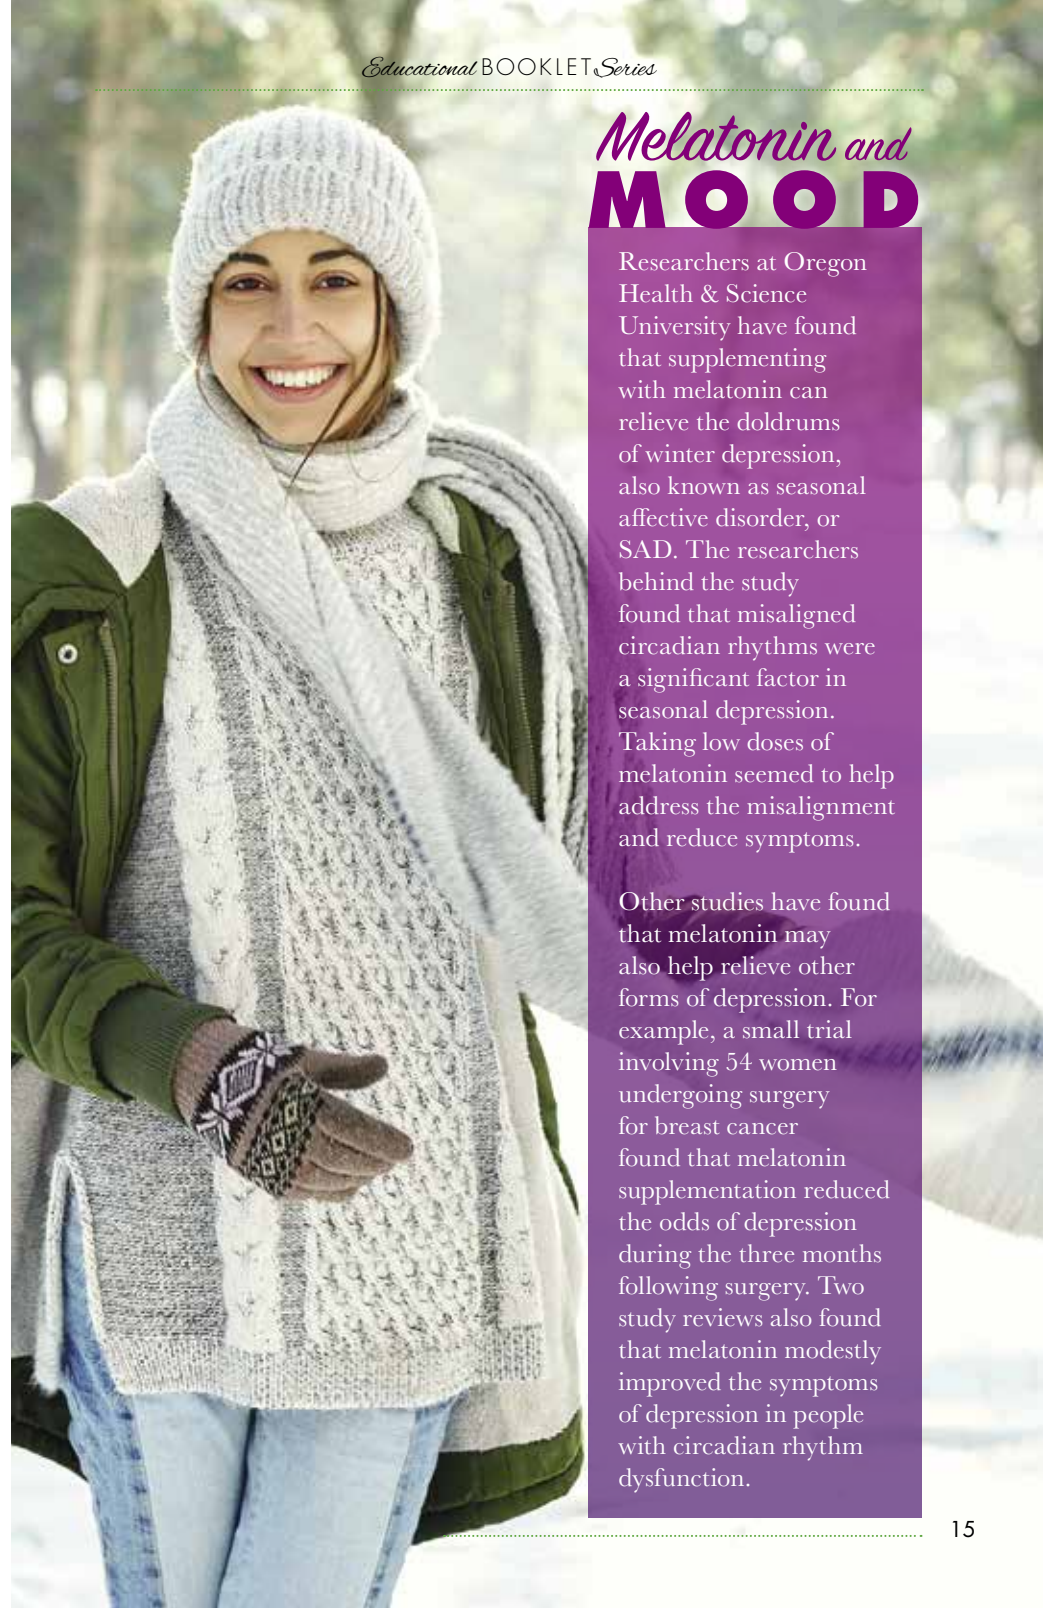 Educational BOOKLET Series
Melatonin and
MOOD
Researchers at Oregon
Health & Science
University have found
that supplementing
with melatonin can
relieve the doldrums
of winter depression,
also known as seasonal
affective disorder, or
SAD. The researchers
behind the study
found that misaligned
circadian rhythms were
a significant factor in
seasonal depression.
Taking low doses of
melatonin seemed to help
address the misalignment
and reduce symptoms.
Other studies have found
that melatonin may
also help relieve other
forms of depression. For
example, a small trial
involving 54 women
undergoing surgery
for breast cancer
found that melatonin
supplementation reduced
the odds of depression
during the three months
following surgery. Two
study reviews also found
that melatonin modestly
improved the symptoms
of depression in people
with circadian rhythm
dysfunction.
15